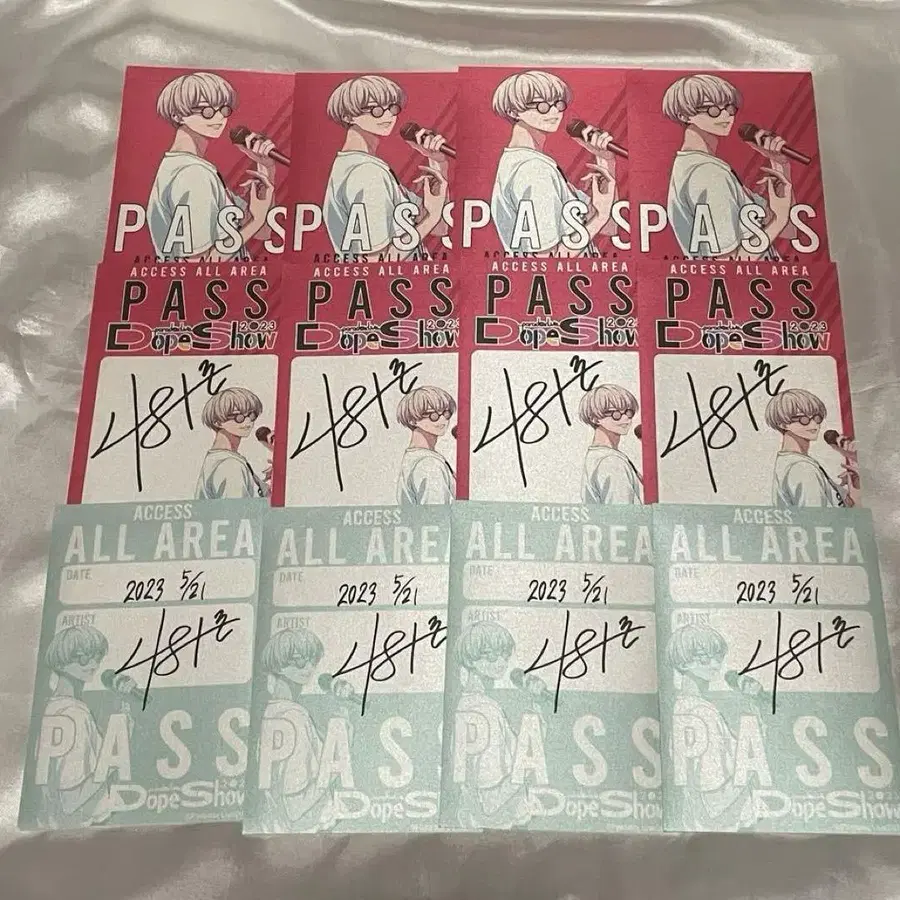 PASS PASS PASS PASS
ACCESS ALL AREA ACCESS ALL AREA ACCESS ALL AREA ACCESS ALL AREA
PASS PASS PASS PASS
2023 2023 2023 2023
DopeShow DopeShow DopeShow DopeShow
ACCESS ACCESS ACCESS ACCESS
ALL AREA ALL AREA ALL AREA ALL AREA
DATE DATE DATE DATE
2023 5/21 2023 5/21 2023 5/21 2023 5/21
ARTIST ARTIST ARTIST ARTIST
PASS PAS PASS PASS
DopeShow DopeS DopeShow DopeShow